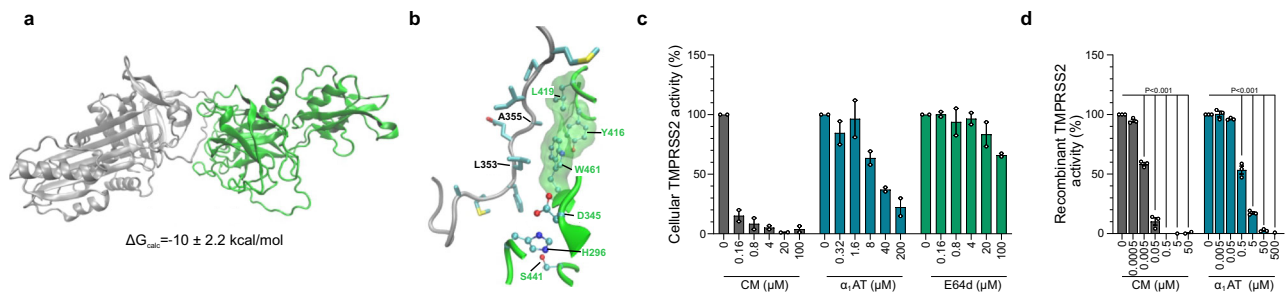 a
ΔGcalc=-10 ± 2.2 kcal/mol
b
L419
A355
Y416
L353
W461
D345
H296
S441
c
Cellular TMPRSS2 activity (%)
150
100
50
0
0 0.16 0.8 4 20 100
CM (µM)
0 0.32 1.6 8 40 200
α1AT (µM)
0 0.16 0.8 4 20 100
E64d (µM)
d
Recombinant TMPRSS2
activity (%)
150
100
50
0
P<0.001
P<0.001
0 0.0005 0.005 0.05 0.5 5 50
CM (µM)
0 0.005 0.05 0.5 5 50 500
α1AT (µM)